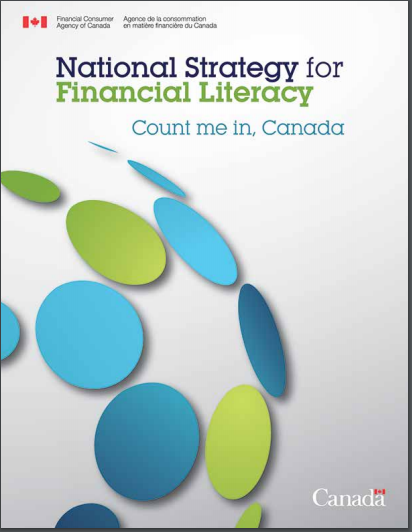 Financial Consumer
Agency of Canada
Agence de la consommation
en matière financière du Canada
National Strategy for
Financial Literacy
Count me in, Canada
Canada